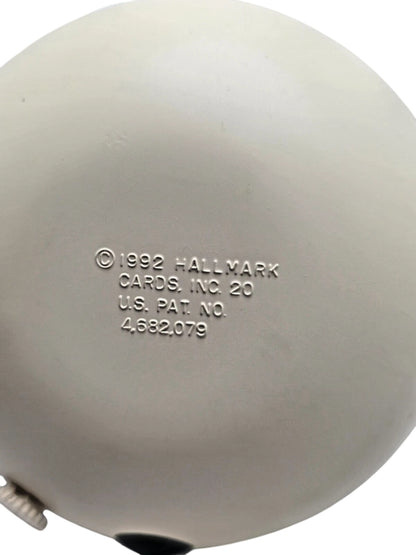 © 1992 HALLMARK
CARDS, INC. 20
U.S. PAT. NO.
4,682,079